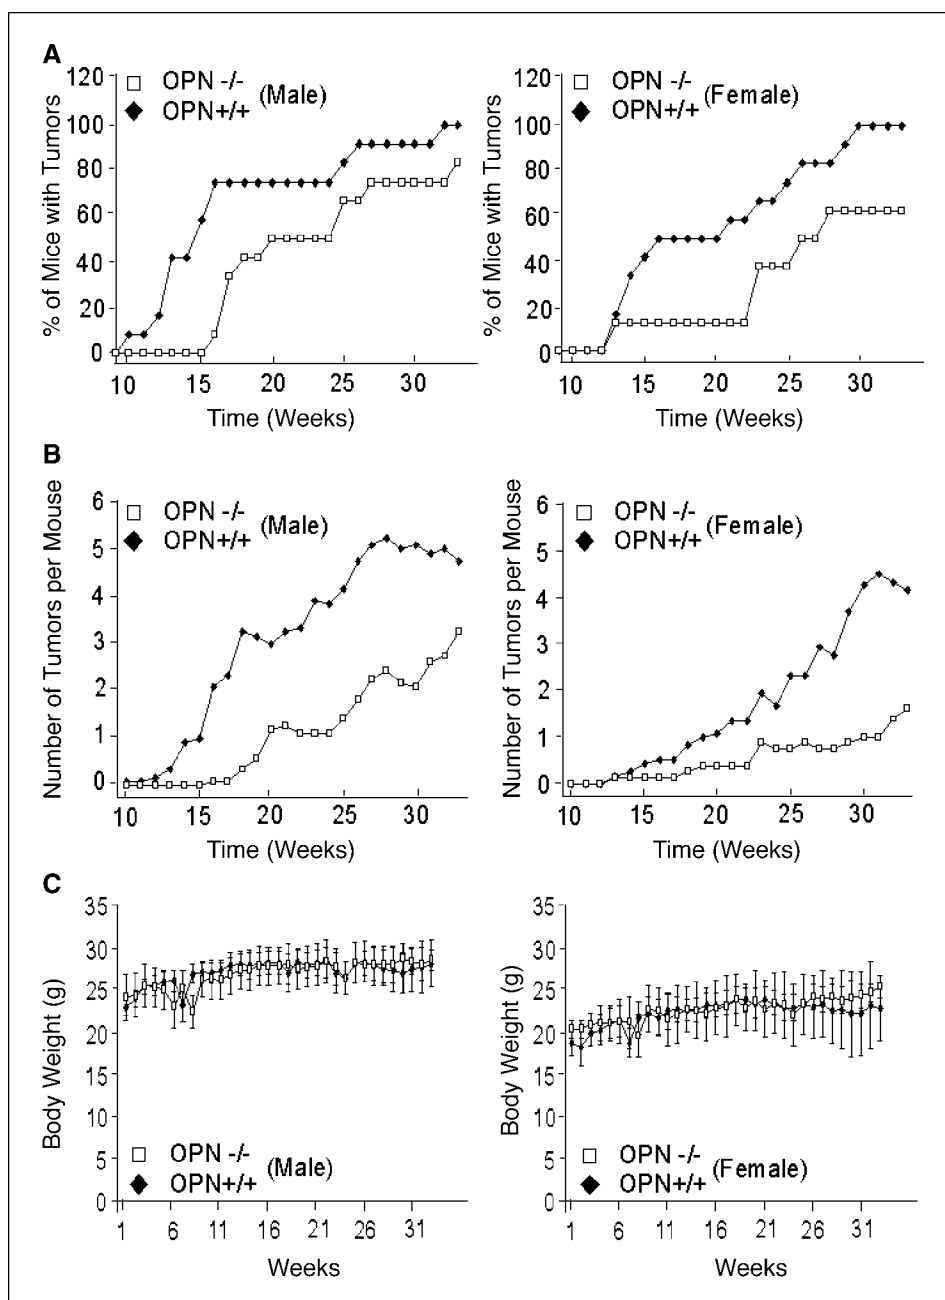 A
% of Mice with Tumors
120
100
80
60
40
20
0
OPN -/-
OPN+/+
(Male)
10 15 20 25 30
Time (Weeks)
% of Mice with Tumors
120
100
80
60
40
20
0
OPN -/-
OPN+/+
(Female)
10 15 20 25 30
Time (Weeks)
B
Number of Tumors per Mouse
6
5
4
3
2
1
0
OPN -/-
OPN+/+
(Male)
10 15 20 25 30
Time (Weeks)
Number of Tumors per Mouse
6
5
4
3
2
1
0
OPN -/-
OPN+/+
(Female)
10 15 20 25 30
Time (Weeks)
C
Body Weight (g)
35
30
25
20
15
10
5
0
OPN -/-
OPN+/+
(Male)
1 6 11 16 21 26 31
Weeks
Body Weight (g)
35
30
25
20
15
10
5
0
OPN -/-
OPN+/+
(Female)
1 6 11 16 21 26 31
Weeks